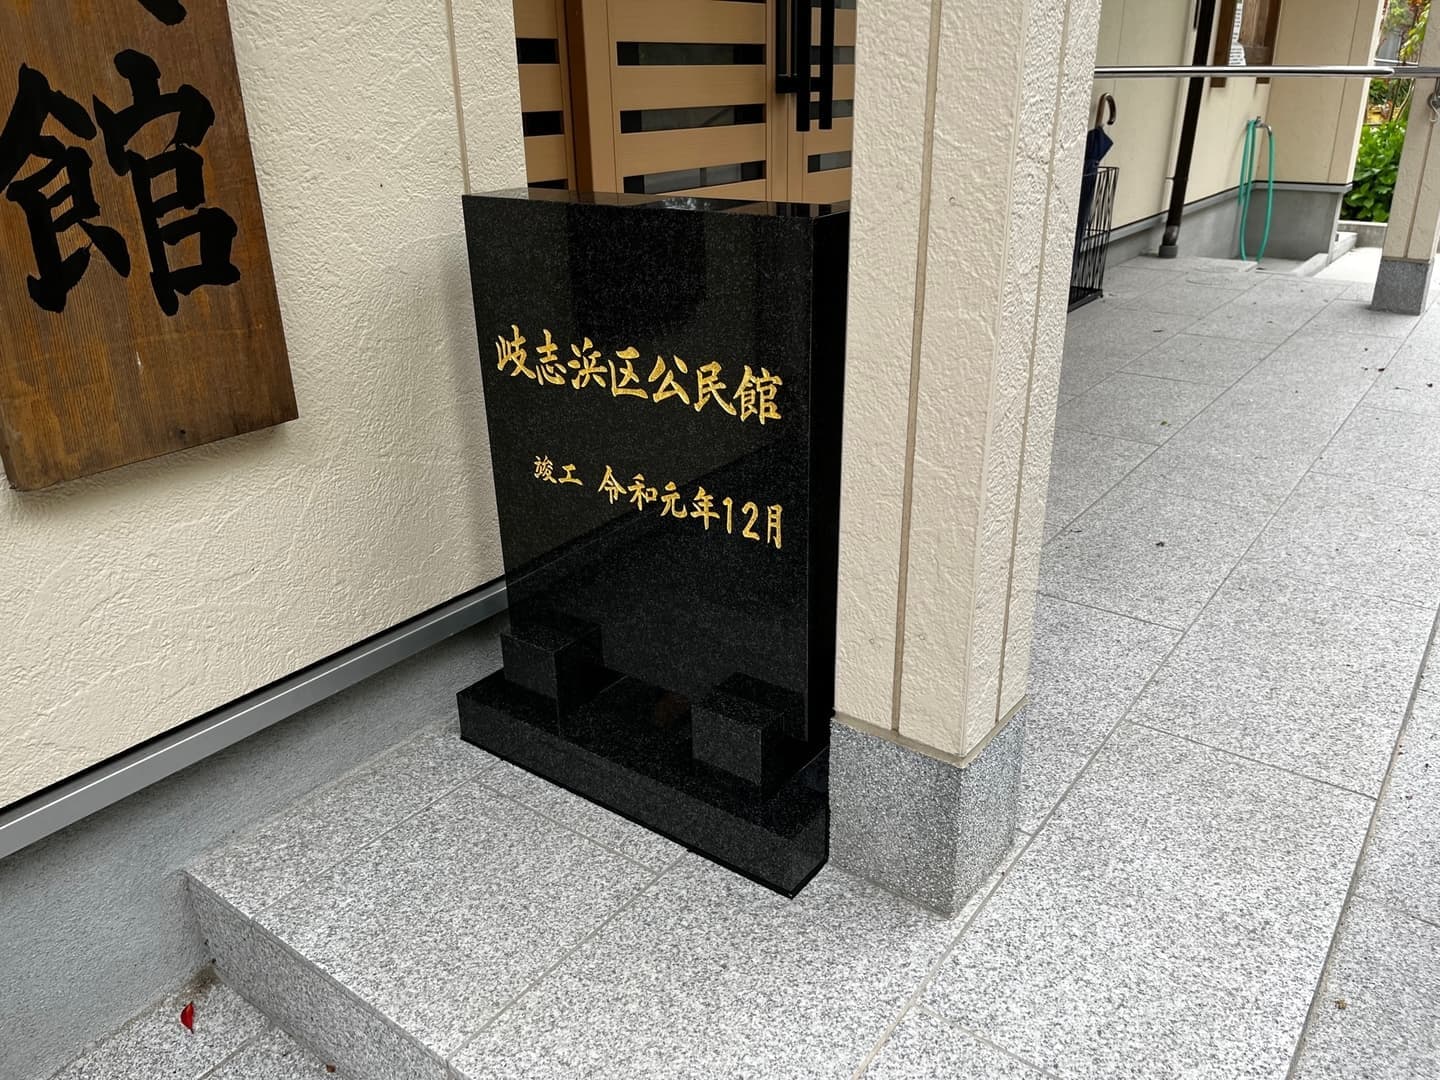 館
岐志浜区公民館
竣工 令和元年12月